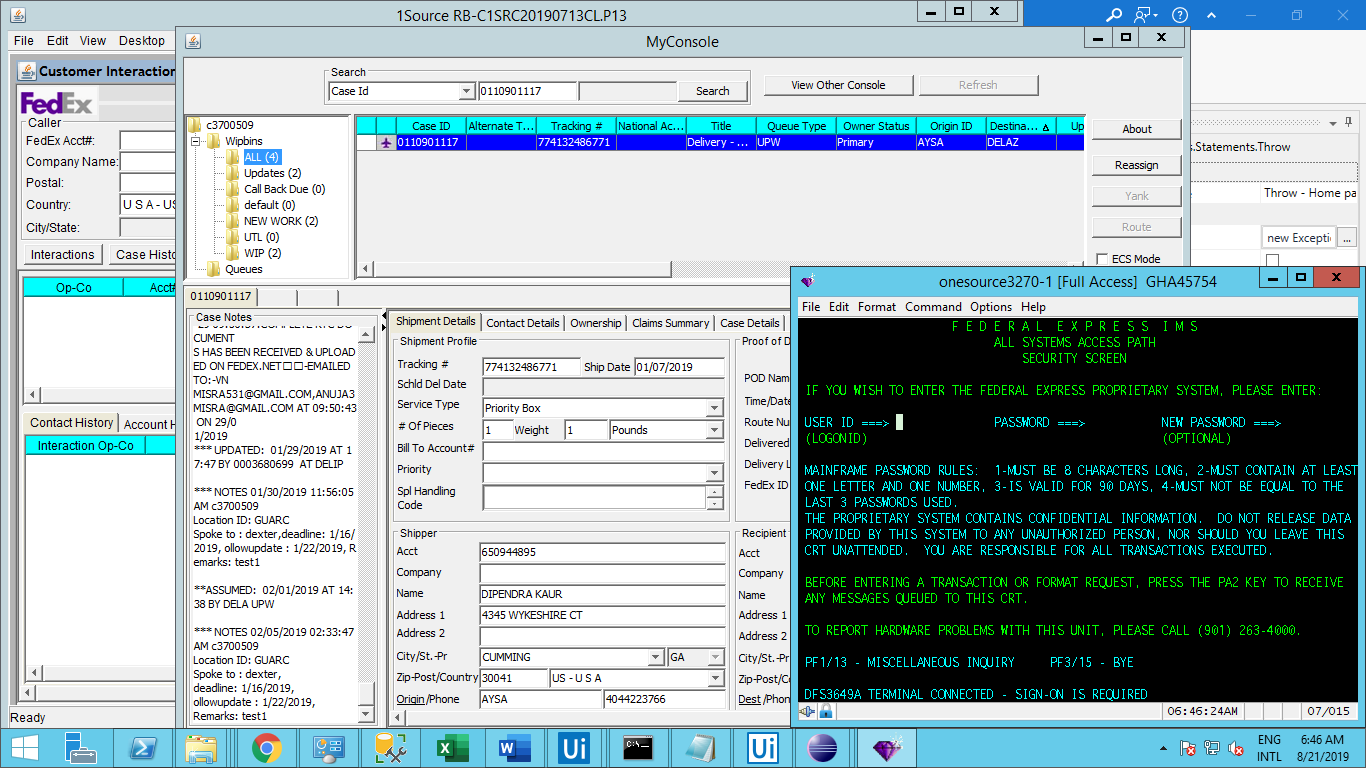 1Source RB-C1SRC20190713CL.P13
File Edit View Desktop
MyConsole
Customer Interaction
FedEx
Caller
FedEx Acct#:
Company Name:
Postal:
Country: U S A - US
City/State:
Interactions Case Histo
Op-Co Acct#
Contact History Account H
Interaction Op-Co
Ready
Search
Case Id 0110901117 Search View Other Console Refresh
c3700509
Wipbins
ALL (4)
Updates (2)
Call Back Due (0)
default (0)
NEW WORK (2)
UTL (0)
WIP (2)
Queues
Case ID Alternate T... Tracking # National Ac... Title Queue Type Owner Status Origin ID Destina... Up
0110901117 774132486771 Delivery - ... UPW Primary AYSA DELAZ
About
Reassign
Yank
Route
ECS Mode
s.Statements.Throw
Throw - Home pa
new Exceptio ...
0110901117
Case Notes
CUMENT
S HAS BEEN RECEIVED & UPLOAD
ED ON FEDEX.NET□□-EMAILED
TO:-VN
MISRA531@GMAIL.COM,ANUJA3
MISRA@GMAIL.COM AT 09:50:43
ON 29/0
1/2019
*** UPDATED: 01/29/2019 AT 1
7:47 BY 0003680699 AT DELIP
*** NOTES 01/30/2019 11:56:05
AM c3700509
Location ID: GUARC
Spoke to : dexter,deadline: 1/16/
2019, ollowupdate : 1/22/2019, R
emarks: test1
**ASSUMED: 02/01/2019 AT 14:
38 BY DELA UPW
*** NOTES 02/05/2019 02:33:47
AM c3700509
Location ID: GUARC
Spoke to : dexter,
deadline: 1/16/2019,
ollowupdate : 1/22/2019,
Remarks: test1
Shipment Details Contact Details Ownership Claims Summary Case Details
Shipment Profile
Tracking # 774132486771 Ship Date 01/07/2019
Schld Del Date
Service Type Priority Box
# Of Pieces 1 Weight 1 Pounds
Bill To Account#
Priority
Spl Handling
Code
Proof of D
POD Nam
Time/Date
Route Nu
Delivered
Delivery L
FedEx ID
Shipper
Acct 650944895
Company
Name DIPENDRA KAUR
Address 1 4345 WYKESHIRE CT
Address 2
City/St.-Pr CUMMING GA
Zip-Post/Country 30041 US - U S A
Origin/Phone AYSA 4044223766
Recipient
Acct
Company
Name
Address 1
Address 2
City/St.-P
Zip-Post/
Dest /Phon
onesource3270-1 [Full Access] GHA45754
File Edit Format Command Options Help
F E D E R A L E X P R E S S I M S
ALL SYSTEMS ACCESS PATH
SECURITY SCREEN
IF YOU WISH TO ENTER THE FEDERAL EXPRESS PROPRIETARY SYSTEM, PLEASE ENTER:
USER ID ===> PASSWORD ===> NEW PASSWORD ===>
(LOGONID) (OPTIONAL)
MAINFRAME PASSWORD RULES: 1-MUST BE 8 CHARACTERS LONG, 2-MUST CONTAIN AT LEAST
ONE LETTER AND ONE NUMBER, 3-IS VALID FOR 90 DAYS, 4-MUST NOT BE EQUAL TO THE
LAST 3 PASSWORDS USED.
THE PROPRIETARY SYSTEM CONTAINS CONFIDENTIAL INFORMATION. DO NOT RELEASE DATA
PROVIDED BY THIS SYSTEM TO ANY UNAUTHORIZED PERSON, NOR SHOULD YOU LEAVE THIS
CRT UNATTENDED. YOU ARE RESPONSIBLE FOR ALL TRANSACTIONS EXECUTED.
BEFORE ENTERING A TRANSACTION OR FORMAT REQUEST, PRESS THE PA2 KEY TO RECEIVE
ANY MESSAGES QUEUED TO THIS CRT.
TO REPORT HARDWARE PROBLEMS WITH THIS UNIT, PLEASE CALL (901) 263-4000.
PF1/13 - MISCELLANEOUS INQUIRY PF3/15 - BYE
DFS3649A TERMINAL CONNECTED - SIGN-ON IS REQUIRED
06:46:24AM 07/015
ENG 6:46 AM
INTL 8/21/2019